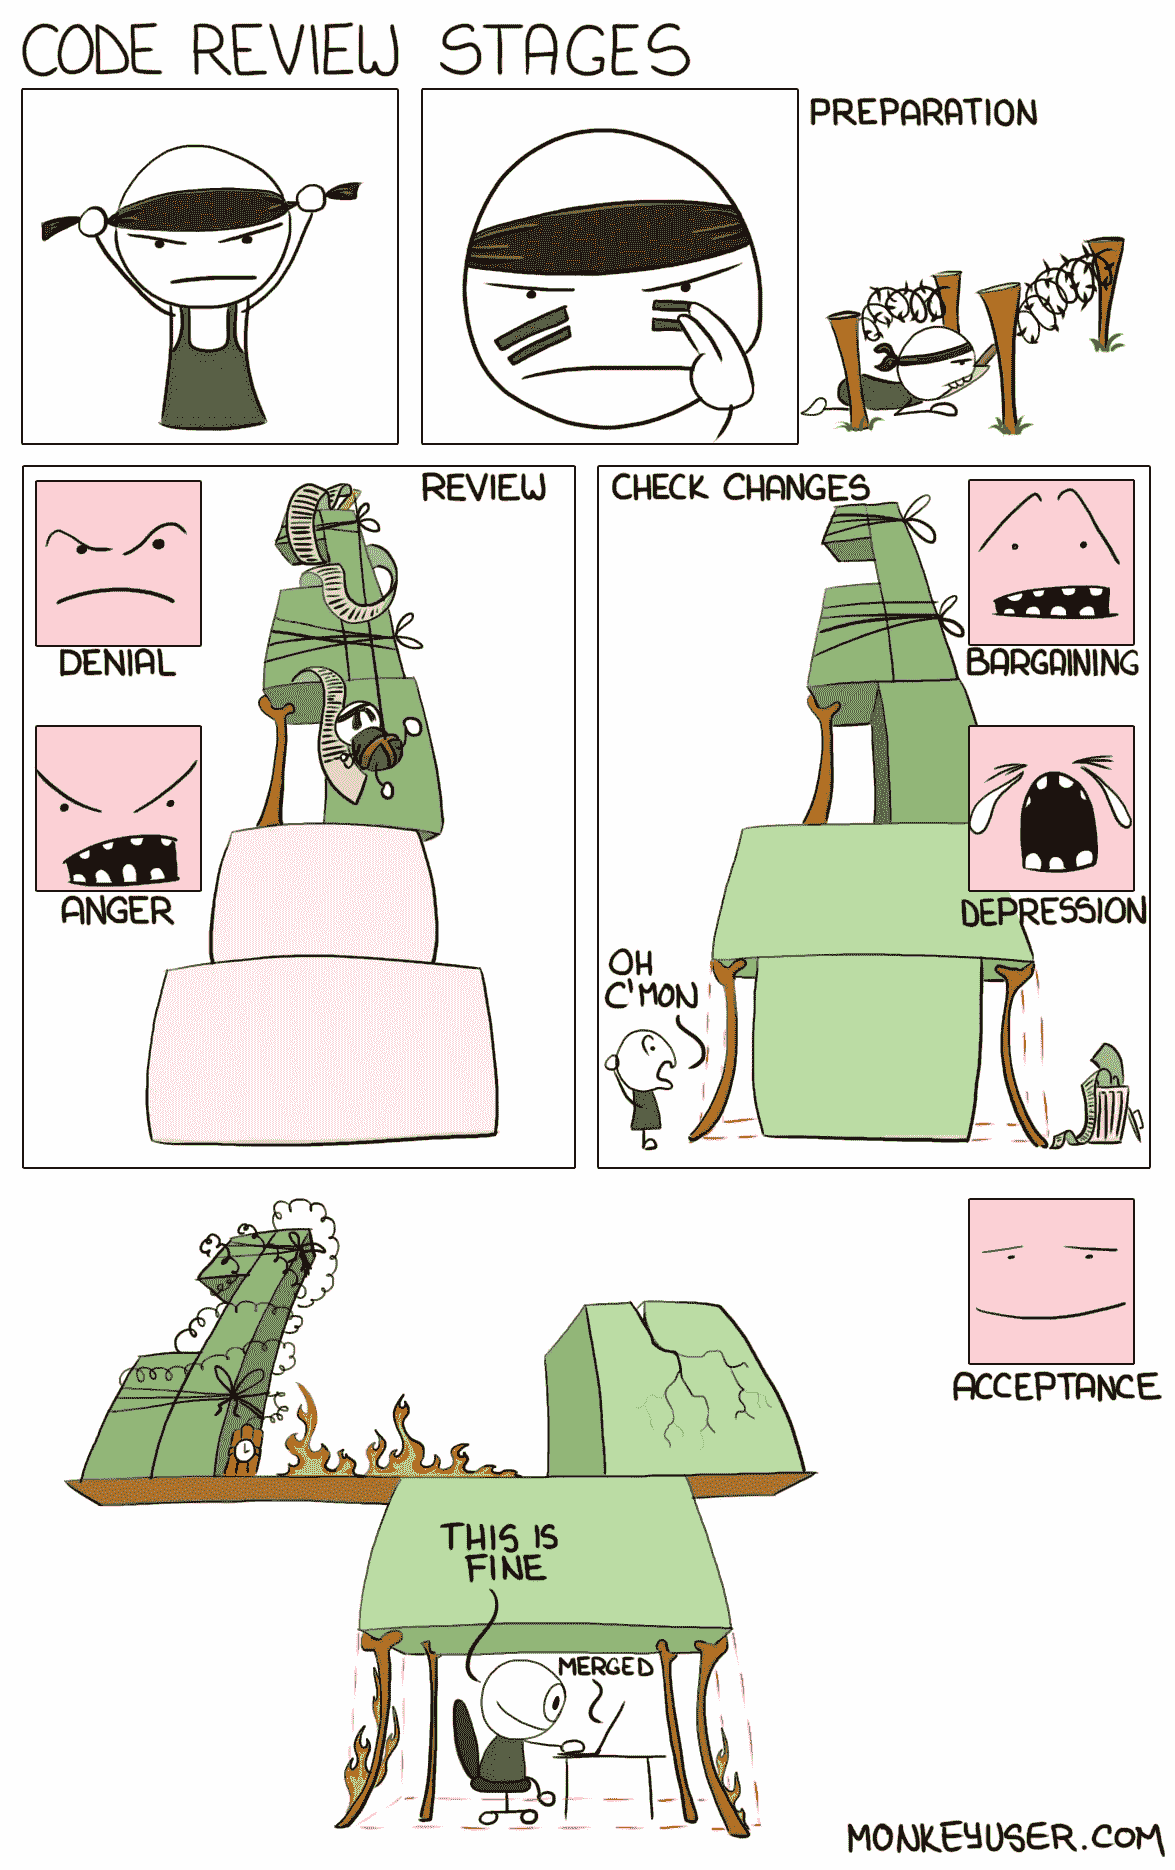 CODE REVIEW STAGES
PREPARATION
REVIEW
DENIAL
ANGER
CHECK CHANGES
BARGAINING
DEPRESSION
OH
C'MON
ACCEPTANCE
THIS IS
FINE
MERGED
MONKEYUSER.COM